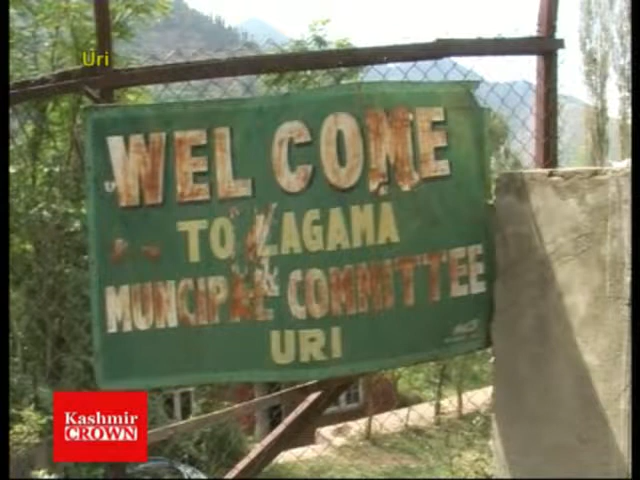 Uri
WEL COME
TO LAGAMA
MUNCIPAL COMMITTEE
URI
Kashmir
CROWN